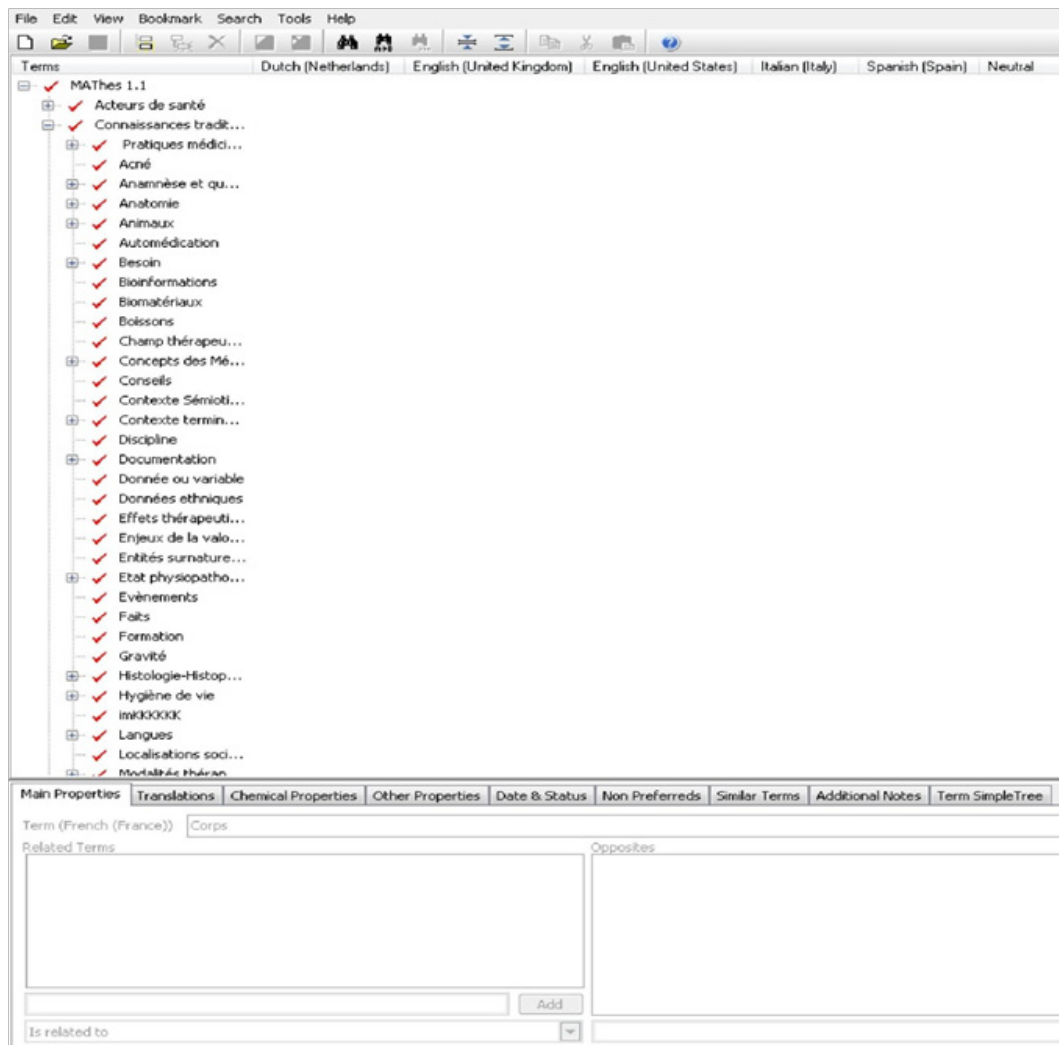 File Edit View Bookmark Search Tools Help
Terms Dutch (Netherlands) English (United Kingdom) English (United States) Italian (Italy) Spanish (Spain) Neutral
MAThes 1.1
Acteurs de santé
Connaissances tradit...
Pratiques médici...
Acné
Anamnèse et qu...
Anatomie
Animaux
Automédication
Besoin
Bioinformations
Biomatériaux
Boissons
Champ thérapeu...
Concepts des Mé...
Conseils
Contexte Sémioti...
Contexte termin...
Discipline
Documentation
Donnée ou variable
Données ethniques
Effets thérapeuti...
Enjeux de la valo...
Entités surnature...
Etat physiopatho...
Evènements
Faits
Formation
Gravité
Histologie-Histop...
Hygiène de vie
imKKKKKK
Langues
Localisations soci...
Modalités théran
Main Properties Translations Chemical Properties Other Properties Date & Status Non Preferreds Similar Terms Additional Notes Term SimpleTree
Term (French (France)) Corps
Related Terms Opposites
Add
Is related to